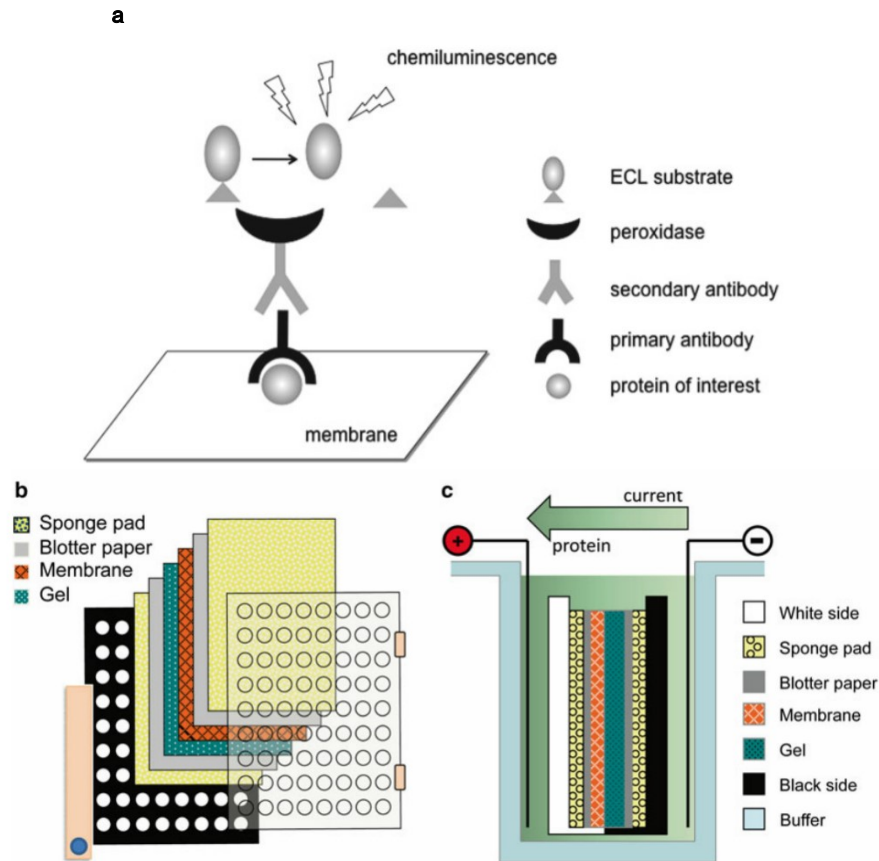 a
chemiluminescence
ECL substrate
peroxidase
secondary antibody
primary antibody
protein of interest
membrane
b
Sponge pad
Blotter paper
Membrane
Gel
c
current
protein
+
-
White side
Sponge pad
Blotter paper
Membrane
Gel
Black side
Buffer